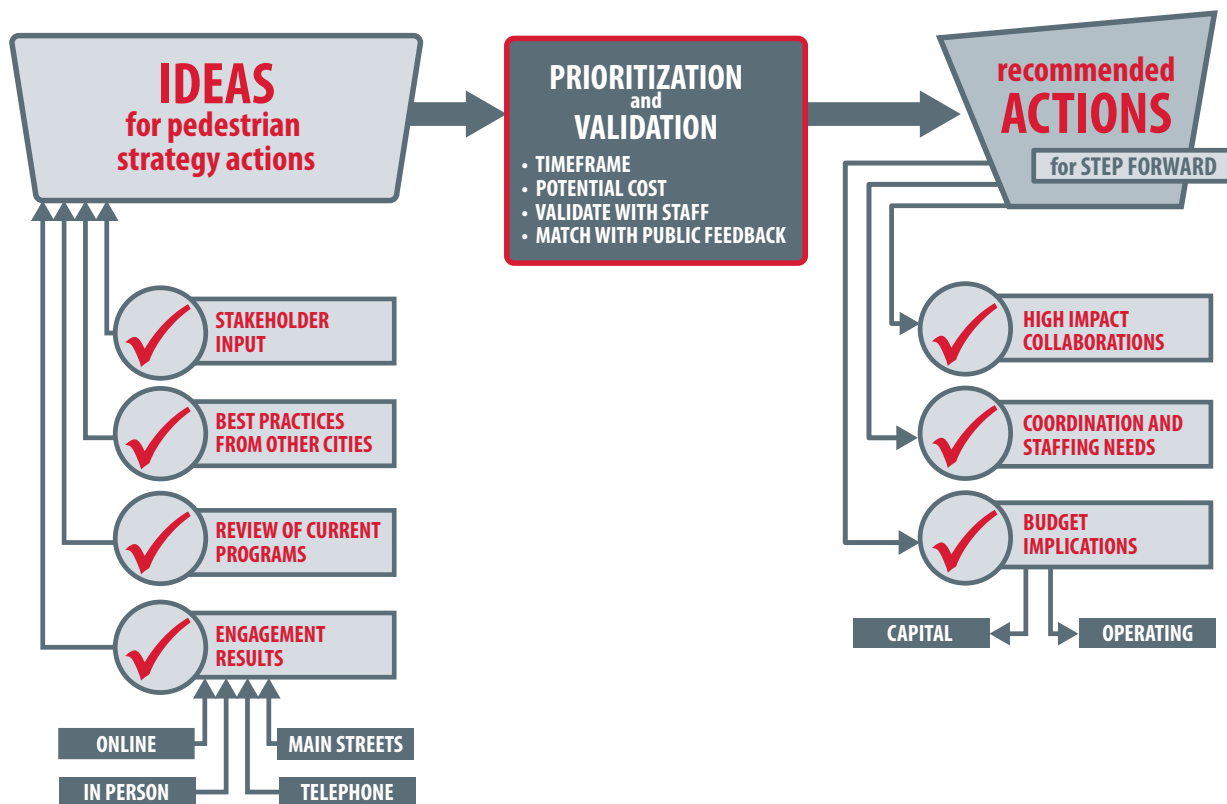 IDEAS
for pedestrian
strategy actions
PRIORITIZATION
and
VALIDATION
• TIMEFRAME
• POTENTIAL COST
• VALIDATE WITH STAFF
• MATCH WITH PUBLIC FEEDBACK
recommended
ACTIONS
for STEP FORWARD
STAKEHOLDER
INPUT
BEST PRACTICES
FROM OTHER CITIES
REVIEW OF CURRENT
PROGRAMS
ENGAGEMENT
RESULTS
ONLINE
MAIN STREETS
IN PERSON
TELEPHONE
HIGH IMPACT
COLLABORATIONS
COORDINATION AND
STAFFING NEEDS
BUDGET
IMPLICATIONS
CAPITAL
OPERATING